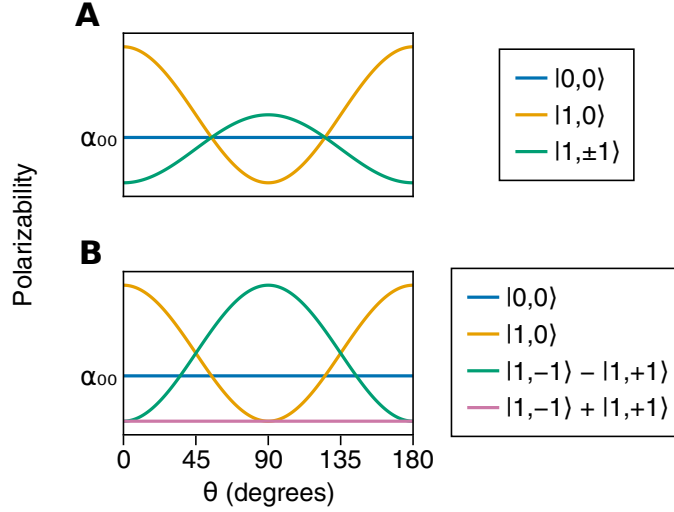 A
α₀₀
|0,0⟩
|1,0⟩
|1,±1⟩
Polarizability
B
α₀₀
|0,0⟩
|1,0⟩
|1,−1⟩ − |1,+1⟩
|1,−1⟩ + |1,+1⟩
0 45 90 135 180
θ (degrees)